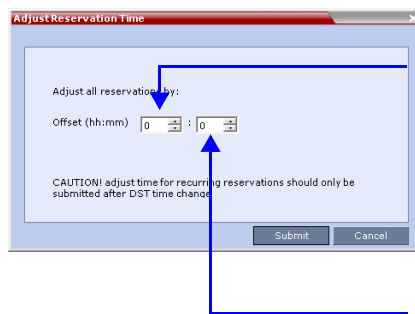 Adjust Reservation Time
x
Adjust all reservations by:
Offset (hh:mm) 0 : 0
CAUTION! adjust time for recurring reservations should only be
submitted after DST time change
Submit Cancel